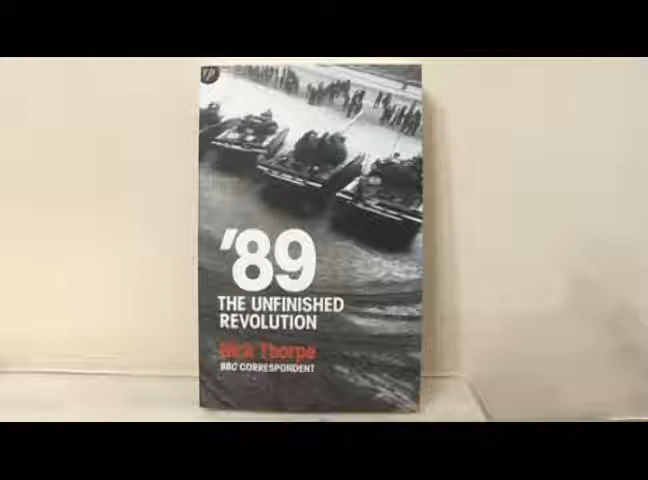 '89
THE UNFINISHED
REVOLUTION
Nick Thorpe
BBC CORRESPONDENT